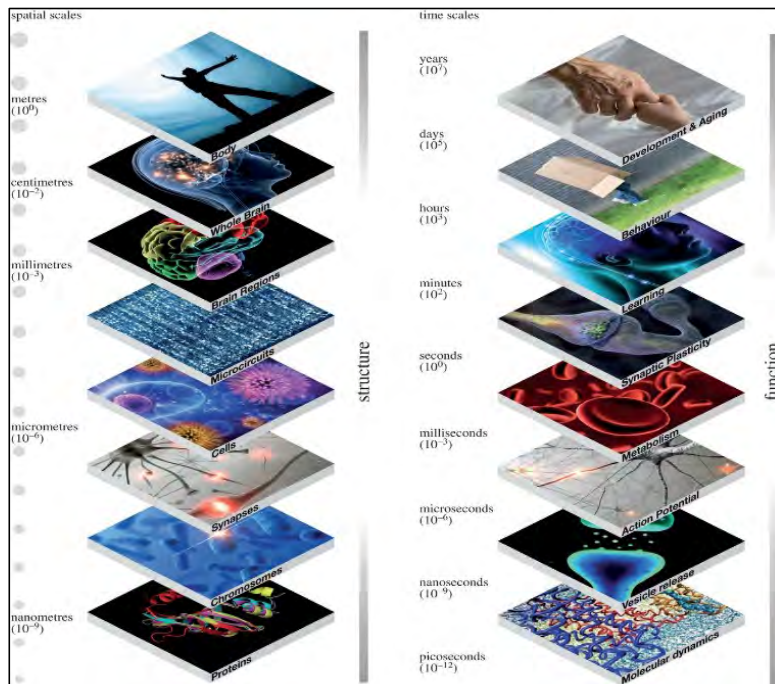 spatial scales
metres
(10⁰)
centimetres
(10⁻²)
millimetres
(10⁻³)
micrometres
(10⁻⁶)
nanometres
(10⁻⁹)
Body
Whole Brain
Brain Regions
Microcircuits
Cells
Synapses
Chromosomes
Proteins
structure
time scales
years
(10⁷)
days
(10⁵)
hours
(10³)
minutes
(10²)
seconds
(10⁰)
milliseconds
(10⁻³)
microseconds
(10⁻⁶)
nanoseconds
(10⁻⁹)
picoseconds
(10⁻¹²)
Development & Aging
Behaviour
Learning
Synaptic Plasticity
Metabolism
Action Potential
Vesicle release
Molecular dynamics
function